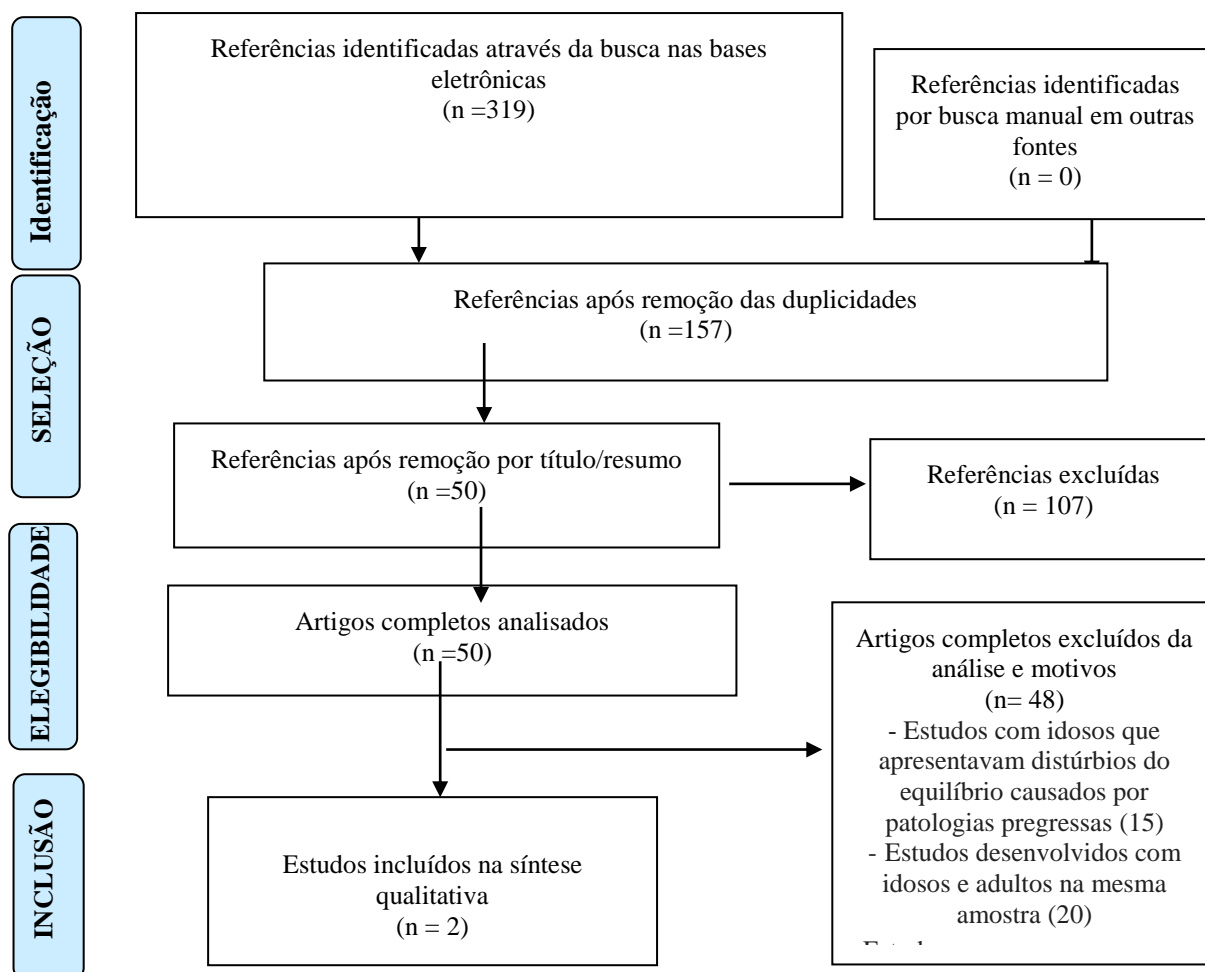 Identificação
Referências identificadas através da busca nas bases
eletrônicas
(n =319)
Referências identificadas
por busca manual em outras
fontes
(n = 0)
SELEÇÃO
Referências após remoção das duplicidades
(n =157)
Referências após remoção por título/resumo
(n =50)
Referências excluídas
(n = 107)
ELEGIBILIDADE
Artigos completos analisados
(n =50)
Artigos completos excluídos da
análise e motivos
(n= 48)
- Estudos com idosos que
apresentavam distúrbios do
equilíbrio causados por
patologias pregressas (15)
- Estudos desenvolvidos com
idosos e adultos na mesma
amostra (20)
INCLUSÃO
Estudos incluídos na síntese
qualitativa
(n = 2)